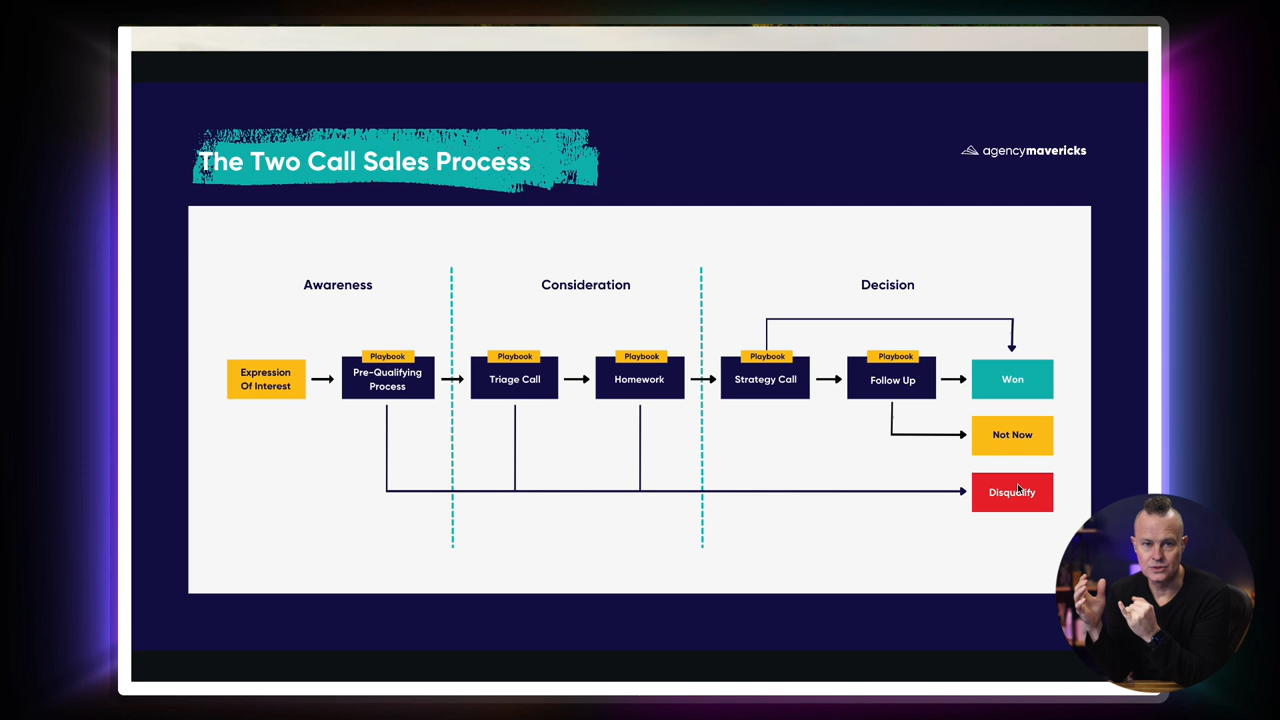 The Two Call Sales Process
agencymavericks
Awareness
Consideration
Decision
Playbook
Playbook
Playbook
Playbook
Playbook
Expression
Of Interest
Pre-Qualifying
Process
Triage Call
Homework
Strategy Call
Follow Up
Won
Not Now
Disqualify